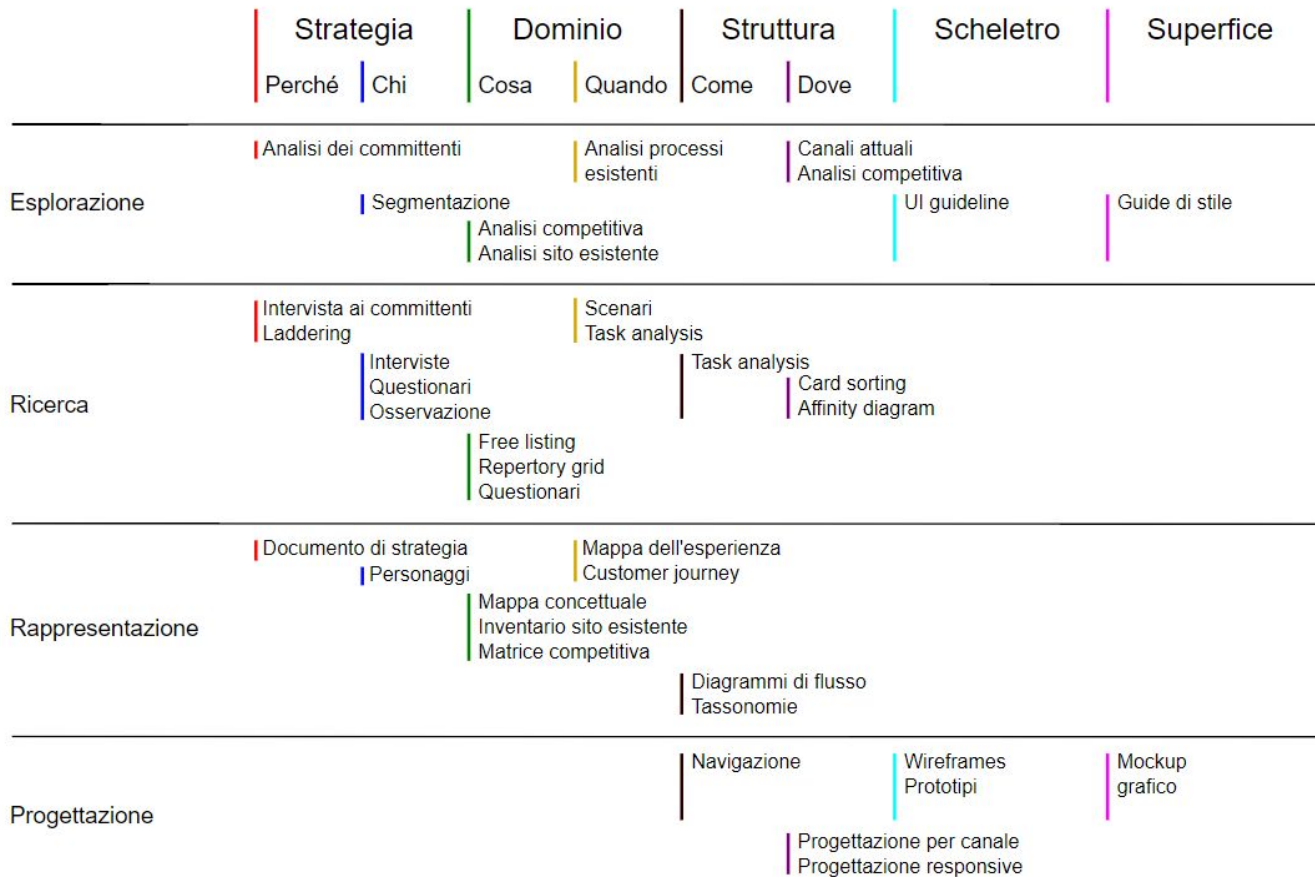 Strategia Dominio Struttura Scheletro Superfice
Perché Chi Cosa Quando Come Dove
Esplorazione
Analisi dei committenti
Segmentazione
Analisi competitiva
Analisi sito esistente
Analisi processi
esistenti
Canali attuali
Analisi competitiva
UI guideline
Guide di stile
Ricerca
Intervista ai committenti
Laddering
Interviste
Questionari
Osservazione
Free listing
Repertory grid
Questionari
Scenari
Task analysis
Task analysis
Card sorting
Affinity diagram
Rappresentazione
Documento di strategia
Personaggi
Mappa concettuale
Inventario sito esistente
Matrice competitiva
Mappa dell'esperienza
Customer journey
Diagrammi di flusso
Tassonomie
Progettazione
Navigazione
Progettazione per canale
Progettazione responsive
Wireframes
Prototipi
Mockup
grafico